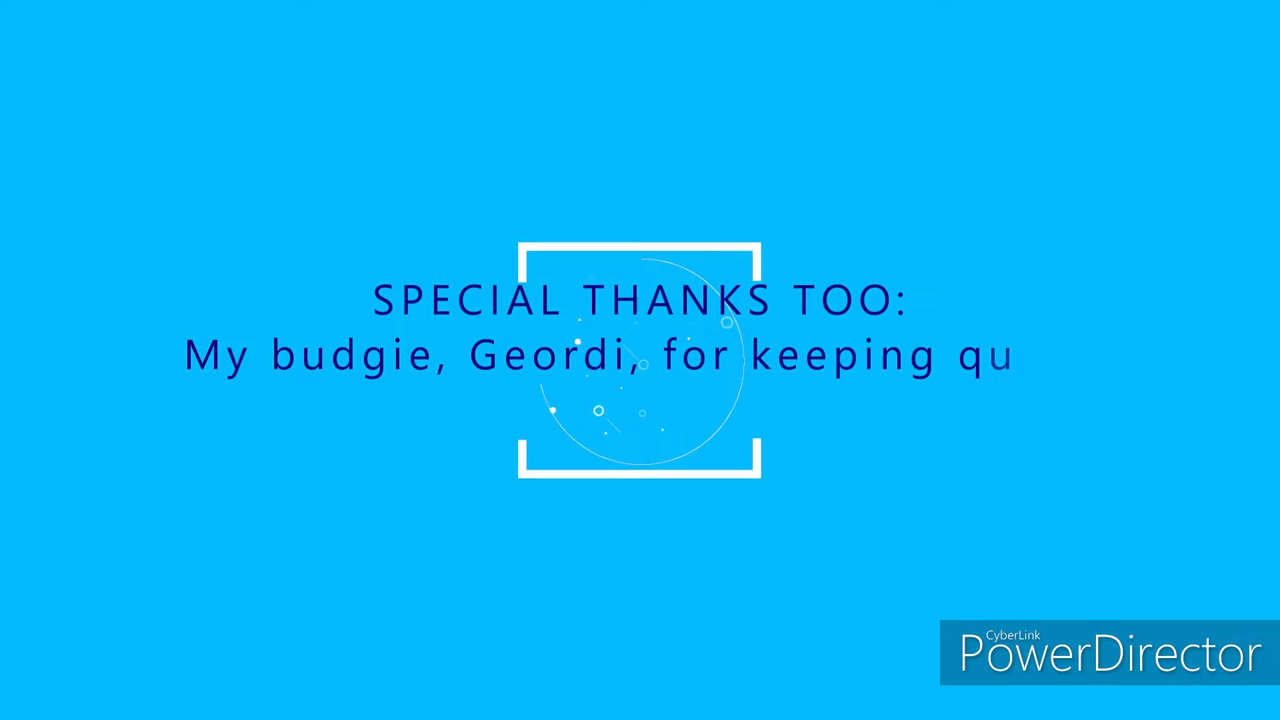 SPECIAL THANKS TOO:
My budgie, Geordi, for keeping qu
CyberLink
PowerDirector